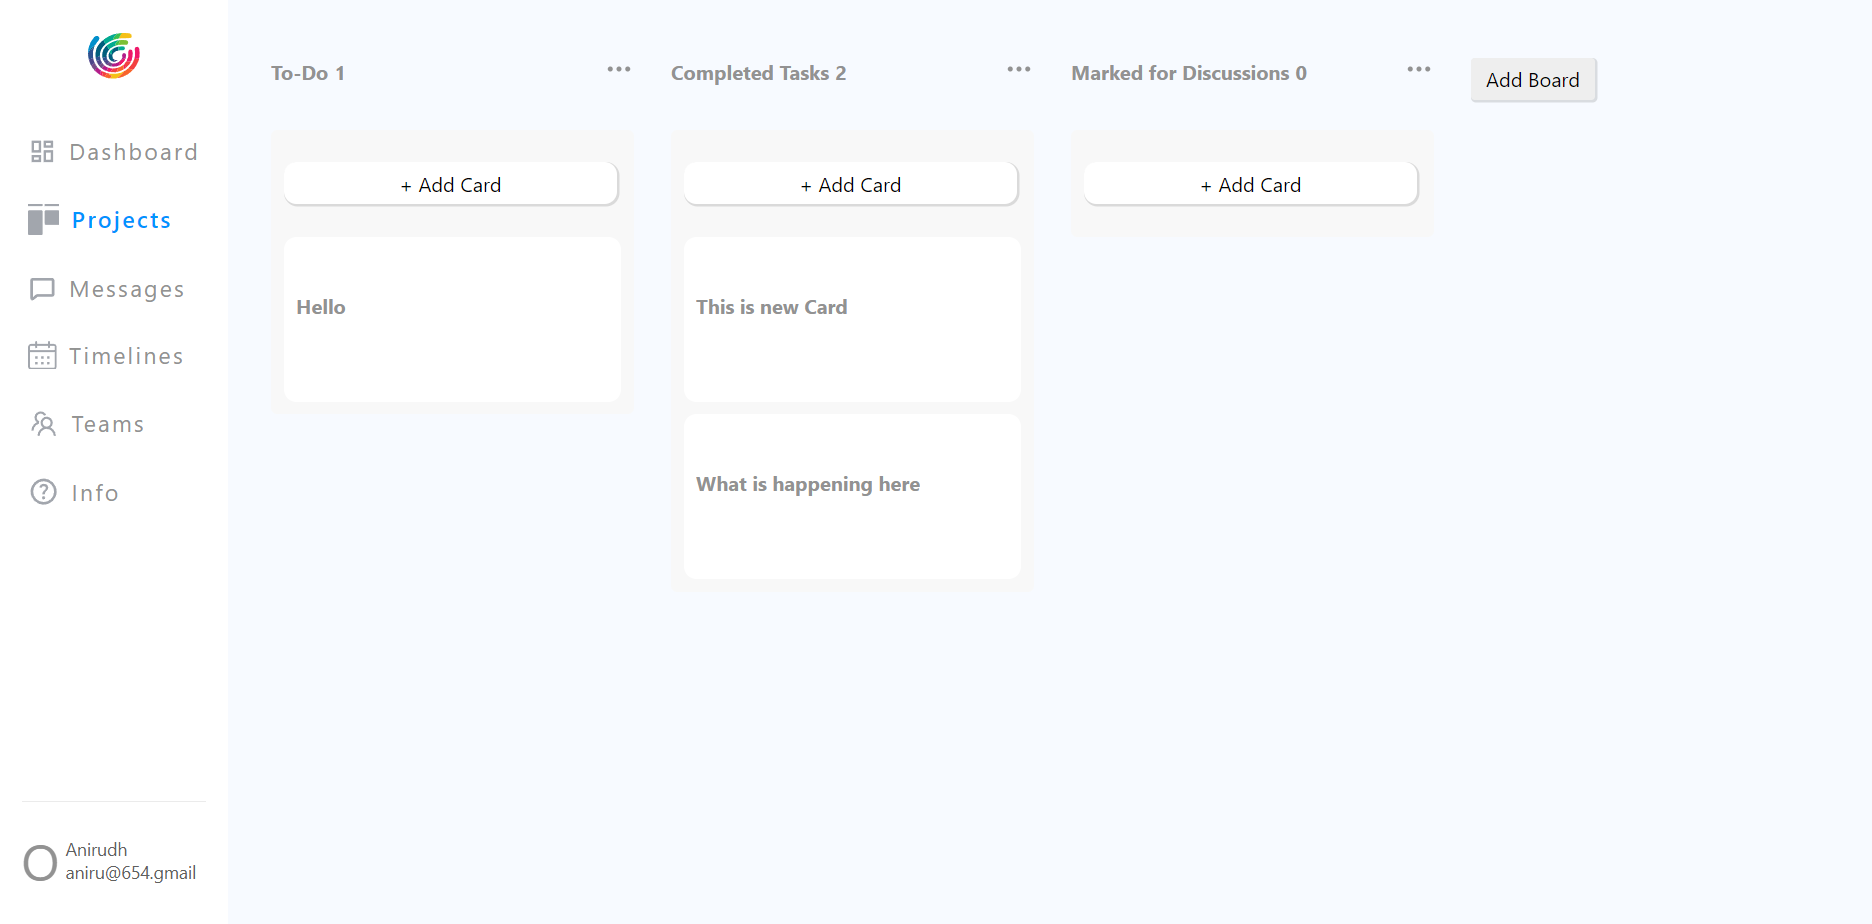 Dashboard
Projects
Messages
Timelines
Teams
Info
Anirudh
aniru@654.gmail
To-Do 1
+ Add Card
Hello
Completed Tasks 2
+ Add Card
This is new Card
What is happening here
Marked for Discussions 0
+ Add Card
Add Board